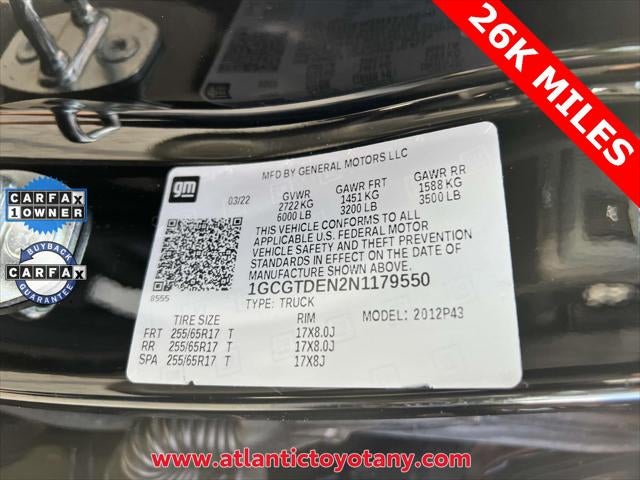 26K MILES
MFD BY GENERAL MOTORS LLC
gm
03/22
GVWR GAWR FRT GAWR RR
2722 KG 1451 KG 1588 KG
6000 LB 3200 LB 3500 LB
THIS VEHICLE CONFORMS TO ALL
APPLICABLE U.S. FEDERAL MOTOR
VEHICLE SAFETY AND THEFT PREVENTION
STANDARDS IN EFFECT ON THE DATE OF
MANUFACTURE SHOWN ABOVE.
1GCGTDEN2N1179550
8555
TYPE: TRUCK
TIRE SIZE RIM MODEL: 2012P43
FRT 255/65R17 T 17X8.0J
RR 255/65R17 T 17X8.0J
SPA 255/65R17 T 17X8J
CARFAX
1 OWNER
BUYBACK
CARFAX
GUARANTEE
www.atlantictoyotany.com